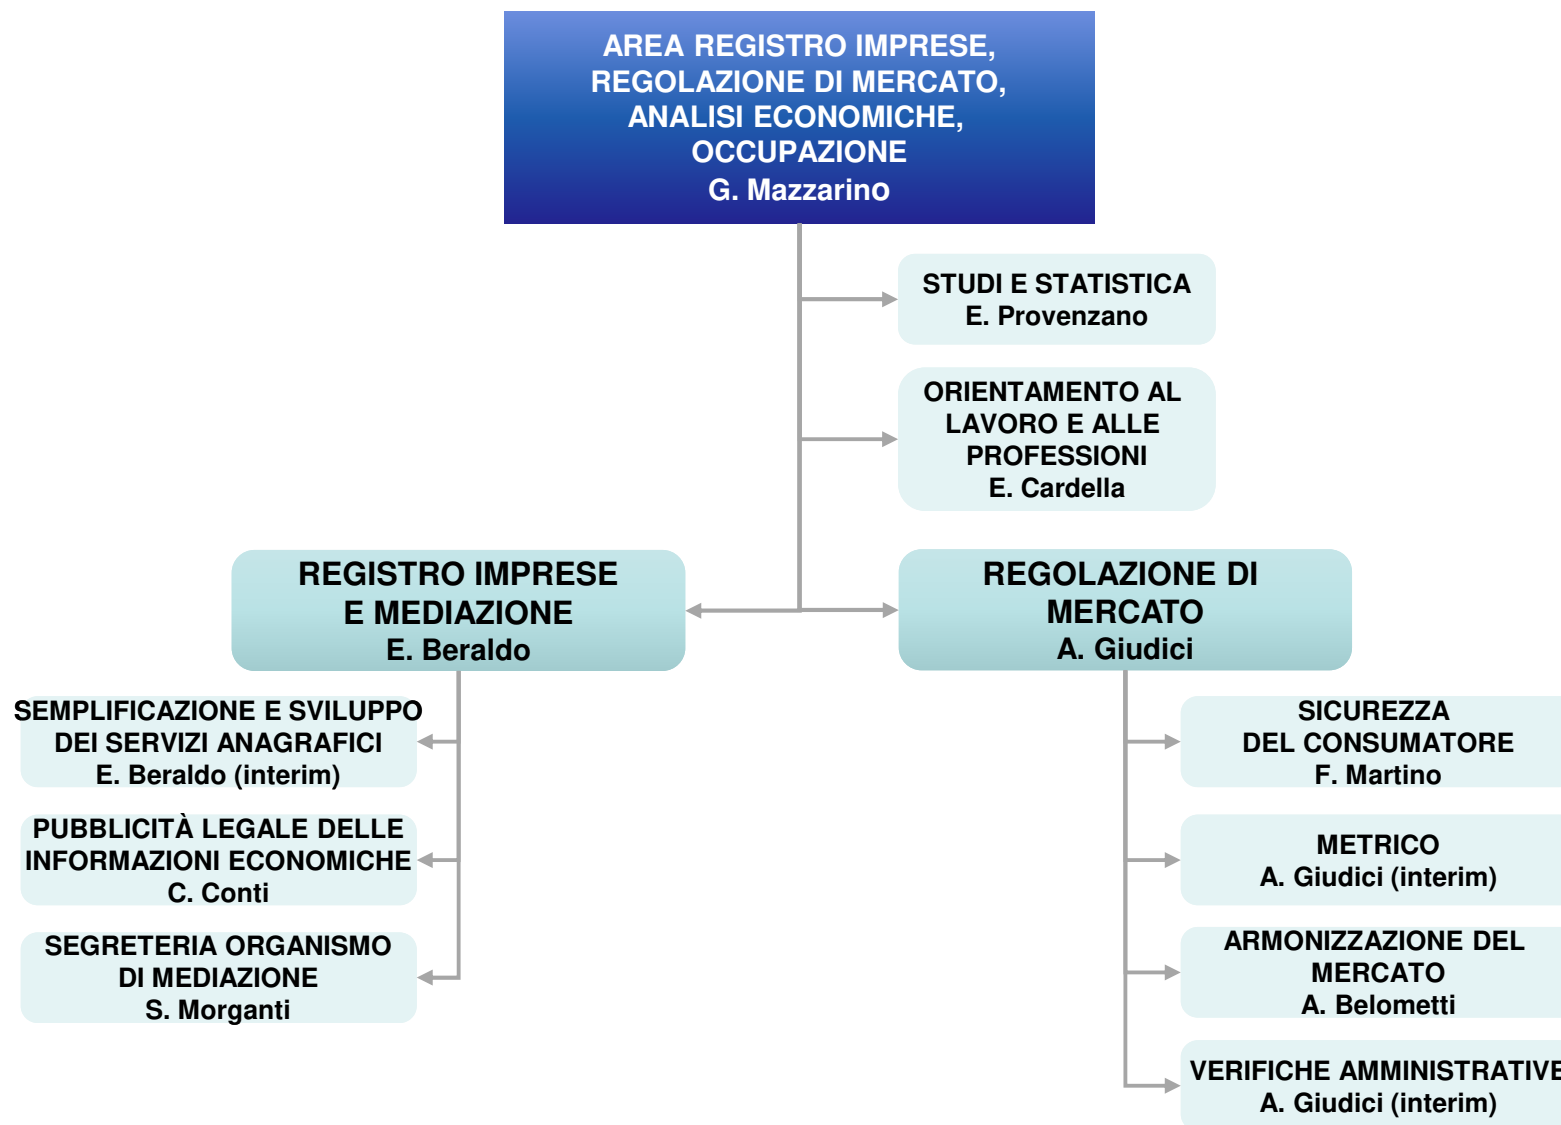 AREA REGISTRO IMPRESE,
REGOLAZIONE DI MERCATO,
ANALISI ECONOMICHE,
OCCUPAZIONE
G. Mazzarino
STUDI E STATISTICA
E. Provenzano
ORIENTAMENTO AL
LAVORO E ALLE
PROFESSIONI
E. Cardella
REGISTRO IMPRESE
E MEDIAZIONE
E. Beraldo
REGOLAZIONE DI
MERCATO
A. Giudici
SEMPLIFICAZIONE E SVILUPPO
DEI SERVIZI ANAGRAFICI
E. Beraldo (interim)
PUBBLICITÀ LEGALE DELLE
INFORMAZIONI ECONOMICHE
C. Conti
SEGRETERIA ORGANISMO
DI MEDIAZIONE
S. Morganti
SICUREZZA
DEL CONSUMATORE
F. Martino
METRICO
A. Giudici (interim)
ARMONIZZAZIONE DEL
MERCATO
A. Belometti
VERIFICHE AMMINISTRATIVE
A. Giudici (interim)